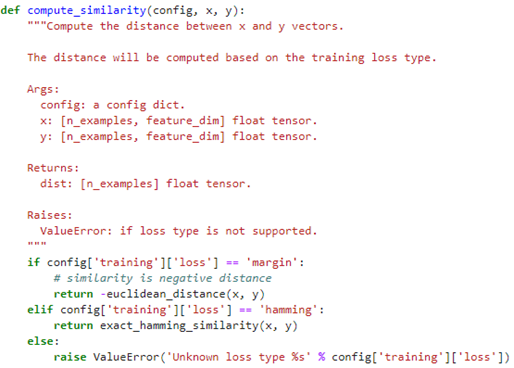 def compute_similarity(config, x, y):
    """Compute the distance between x and y vectors.

    The distance will be computed based on the training loss type.

    Args:
      config: a config dict.
      x: [n_examples, feature_dim] float tensor.
      y: [n_examples, feature_dim] float tensor.

    Returns:
      dist: [n_examples] float tensor.

    Raises:
      ValueError: if loss type is not supported.
    """
    if config['training']['loss'] == 'margin':
        # similarity is negative distance
        return -euclidean_distance(x, y)
    elif config['training']['loss'] == 'hamming':
        return exact_hamming_similarity(x, y)
    else:
        raise ValueError('Unknown loss type %s' % config['training']['loss'])